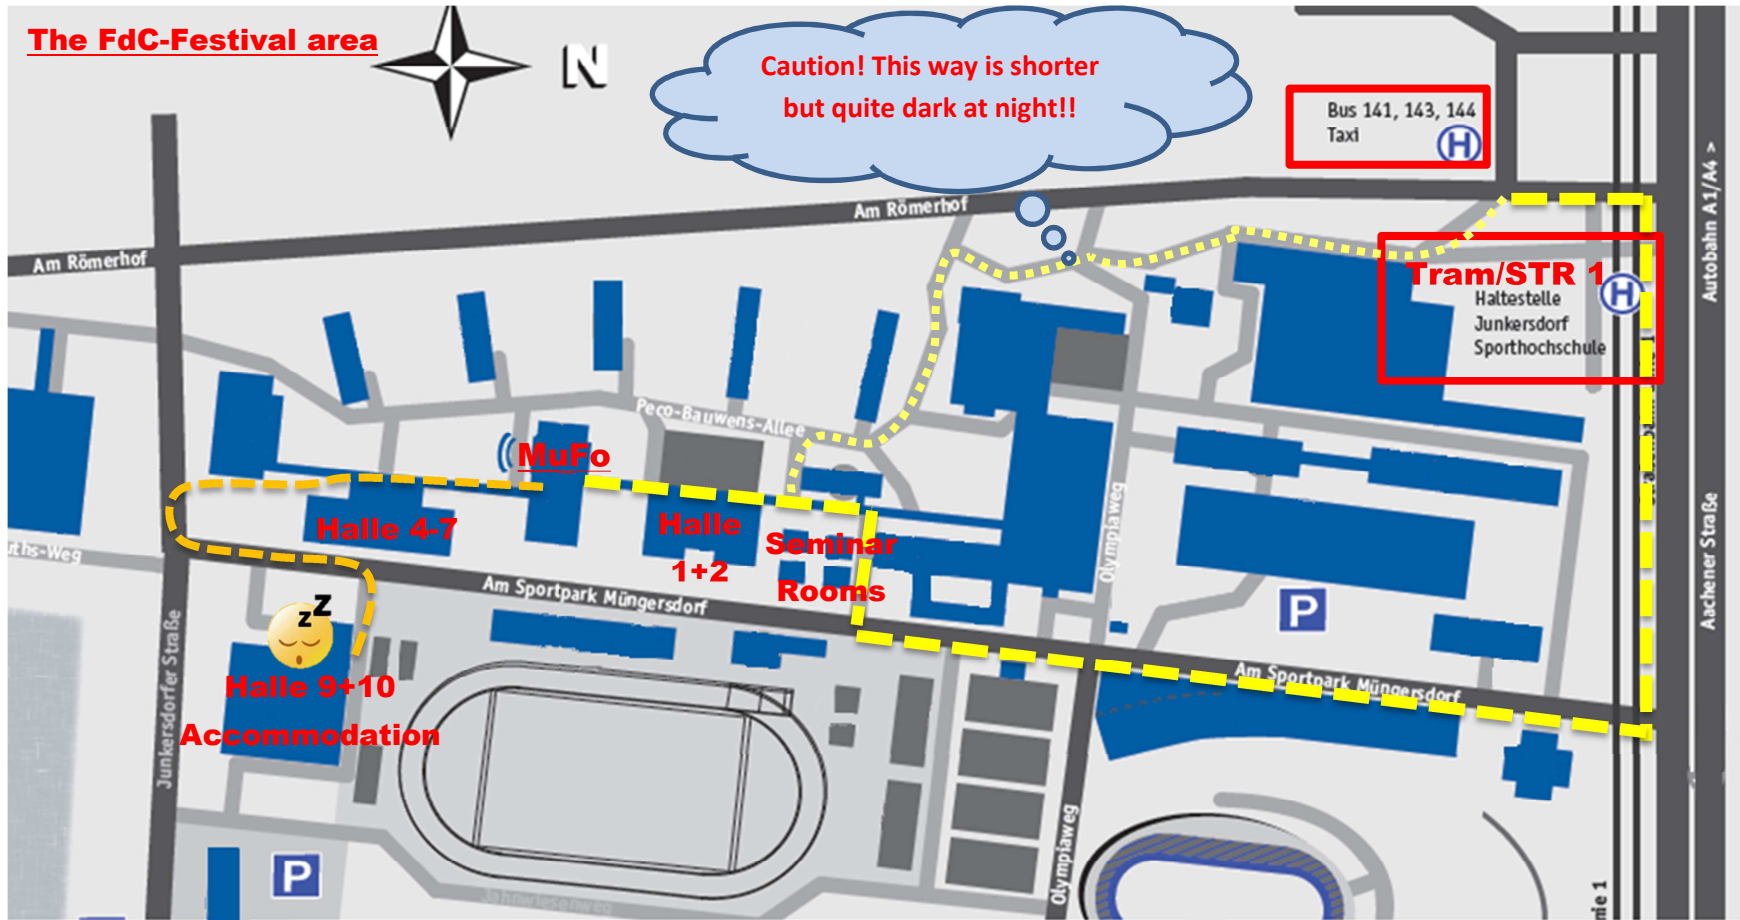 The FdC-Festival area
N
Caution! This way is shorter
but quite dark at night!!
Bus 141, 143, 144
Taxi
H
Autobahn A1/A4 >
Am Römerhof
Am Römerhof
Tram/STR 1
H
Haltestelle
Junkersdorf
Sporthochschule
Peco-Bauwens-Allee
MuFo
Halle 4-7
Halle
1+2
Seminar
Rooms
Olympiaweg
Aachener Straße
Am Sportpark Müngersdorf
P
z Z
Junkersdorfer Straße
Halle 9+10
Accommodation
Am Sportpark Müngersdorf
Olympiaweg
P
Jahnwiesenweg